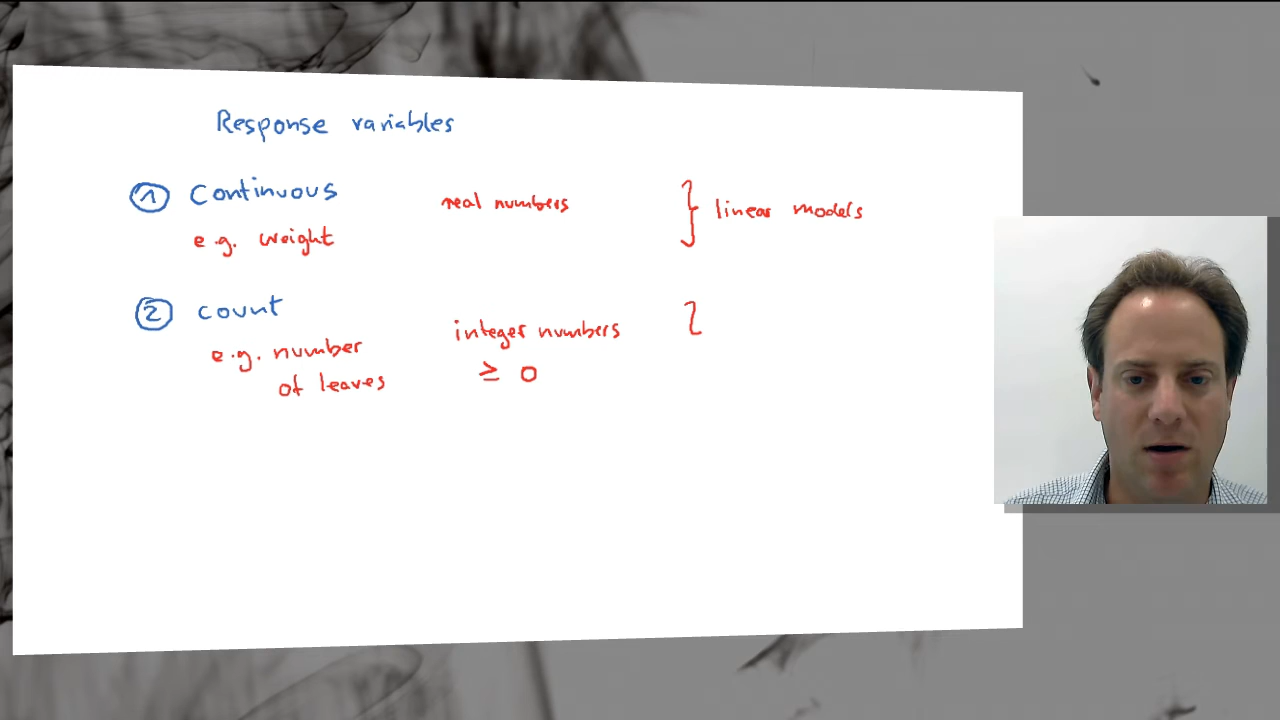 Response variables
① Continuous real numbers } linear models
e.g. weight
② count integer numbers
e.g. number ≥ 0
of leaves